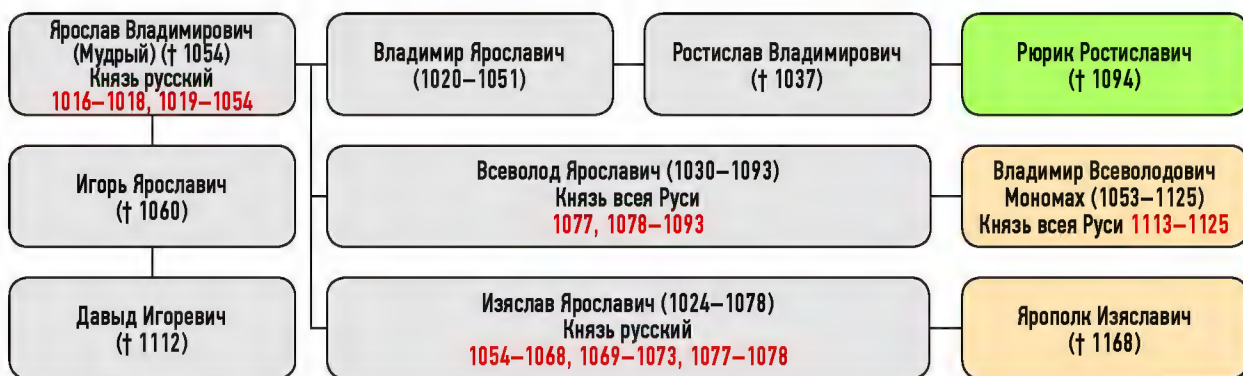 Ярослав Владимирович
(Мудрый) († 1054)
Князь русский
1016–1018, 1019–1054
Владимир Ярославич
(1020–1051)
Ростислав Владимирович
(† 1037)
Рюрик Ростиславич
(† 1094)
Игорь Ярославич
(† 1060)
Всеволод Ярославич (1030–1093)
Князь всея Руси
1077, 1078–1093
Владимир Всеволодович
Мономах (1053–1125)
Князь всея Руси 1113–1125
Давыд Игоревич
(† 1112)
Изяслав Ярославич (1024–1078)
Князь русский
1054–1068, 1069–1073, 1077–1078
Ярополк Изяславич
(† 1168)